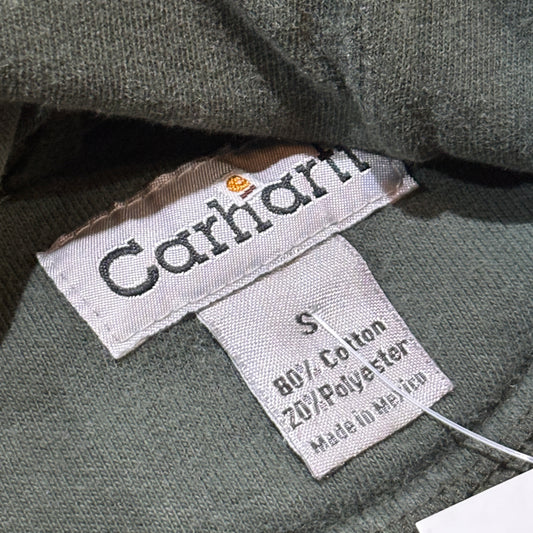 Carhartt
S
80% Cotton
20% Polyester
Made in Mexico